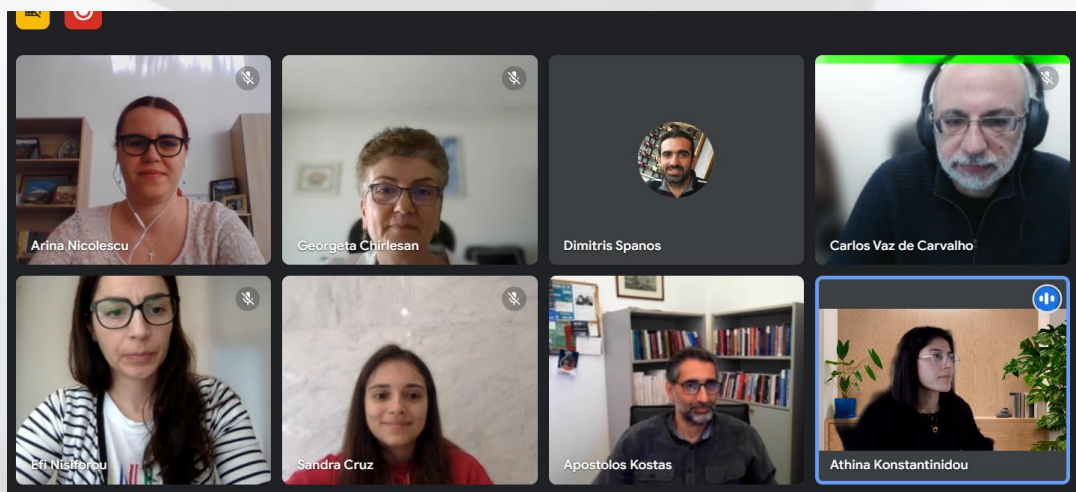 Arina Nicolescu
Georgeta Chirlesan
Dimitris Spanos
Carlos Vaz de Carvalho
Efi Nisiforou
Sandra Cruz
Apostolos Kostas
Athina Konstantinidou